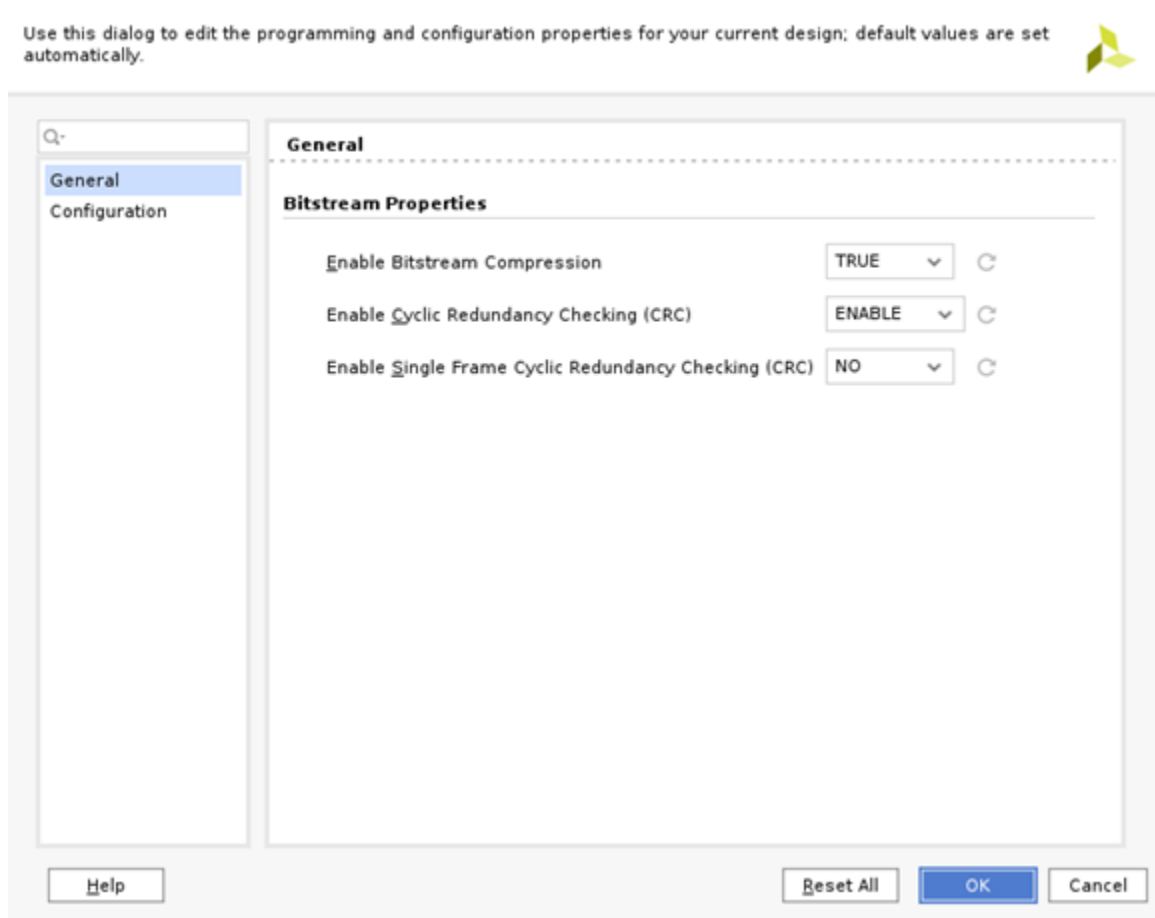 Use this dialog to edit the programming and configuration properties for your current design; default values are set
automatically.
General
Configuration
General
Bitstream Properties
Enable Bitstream Compression TRUE
Enable Cyclic Redundancy Checking (CRC) ENABLE
Enable Single Frame Cyclic Redundancy Checking (CRC) NO
Help Reset All OK Cancel